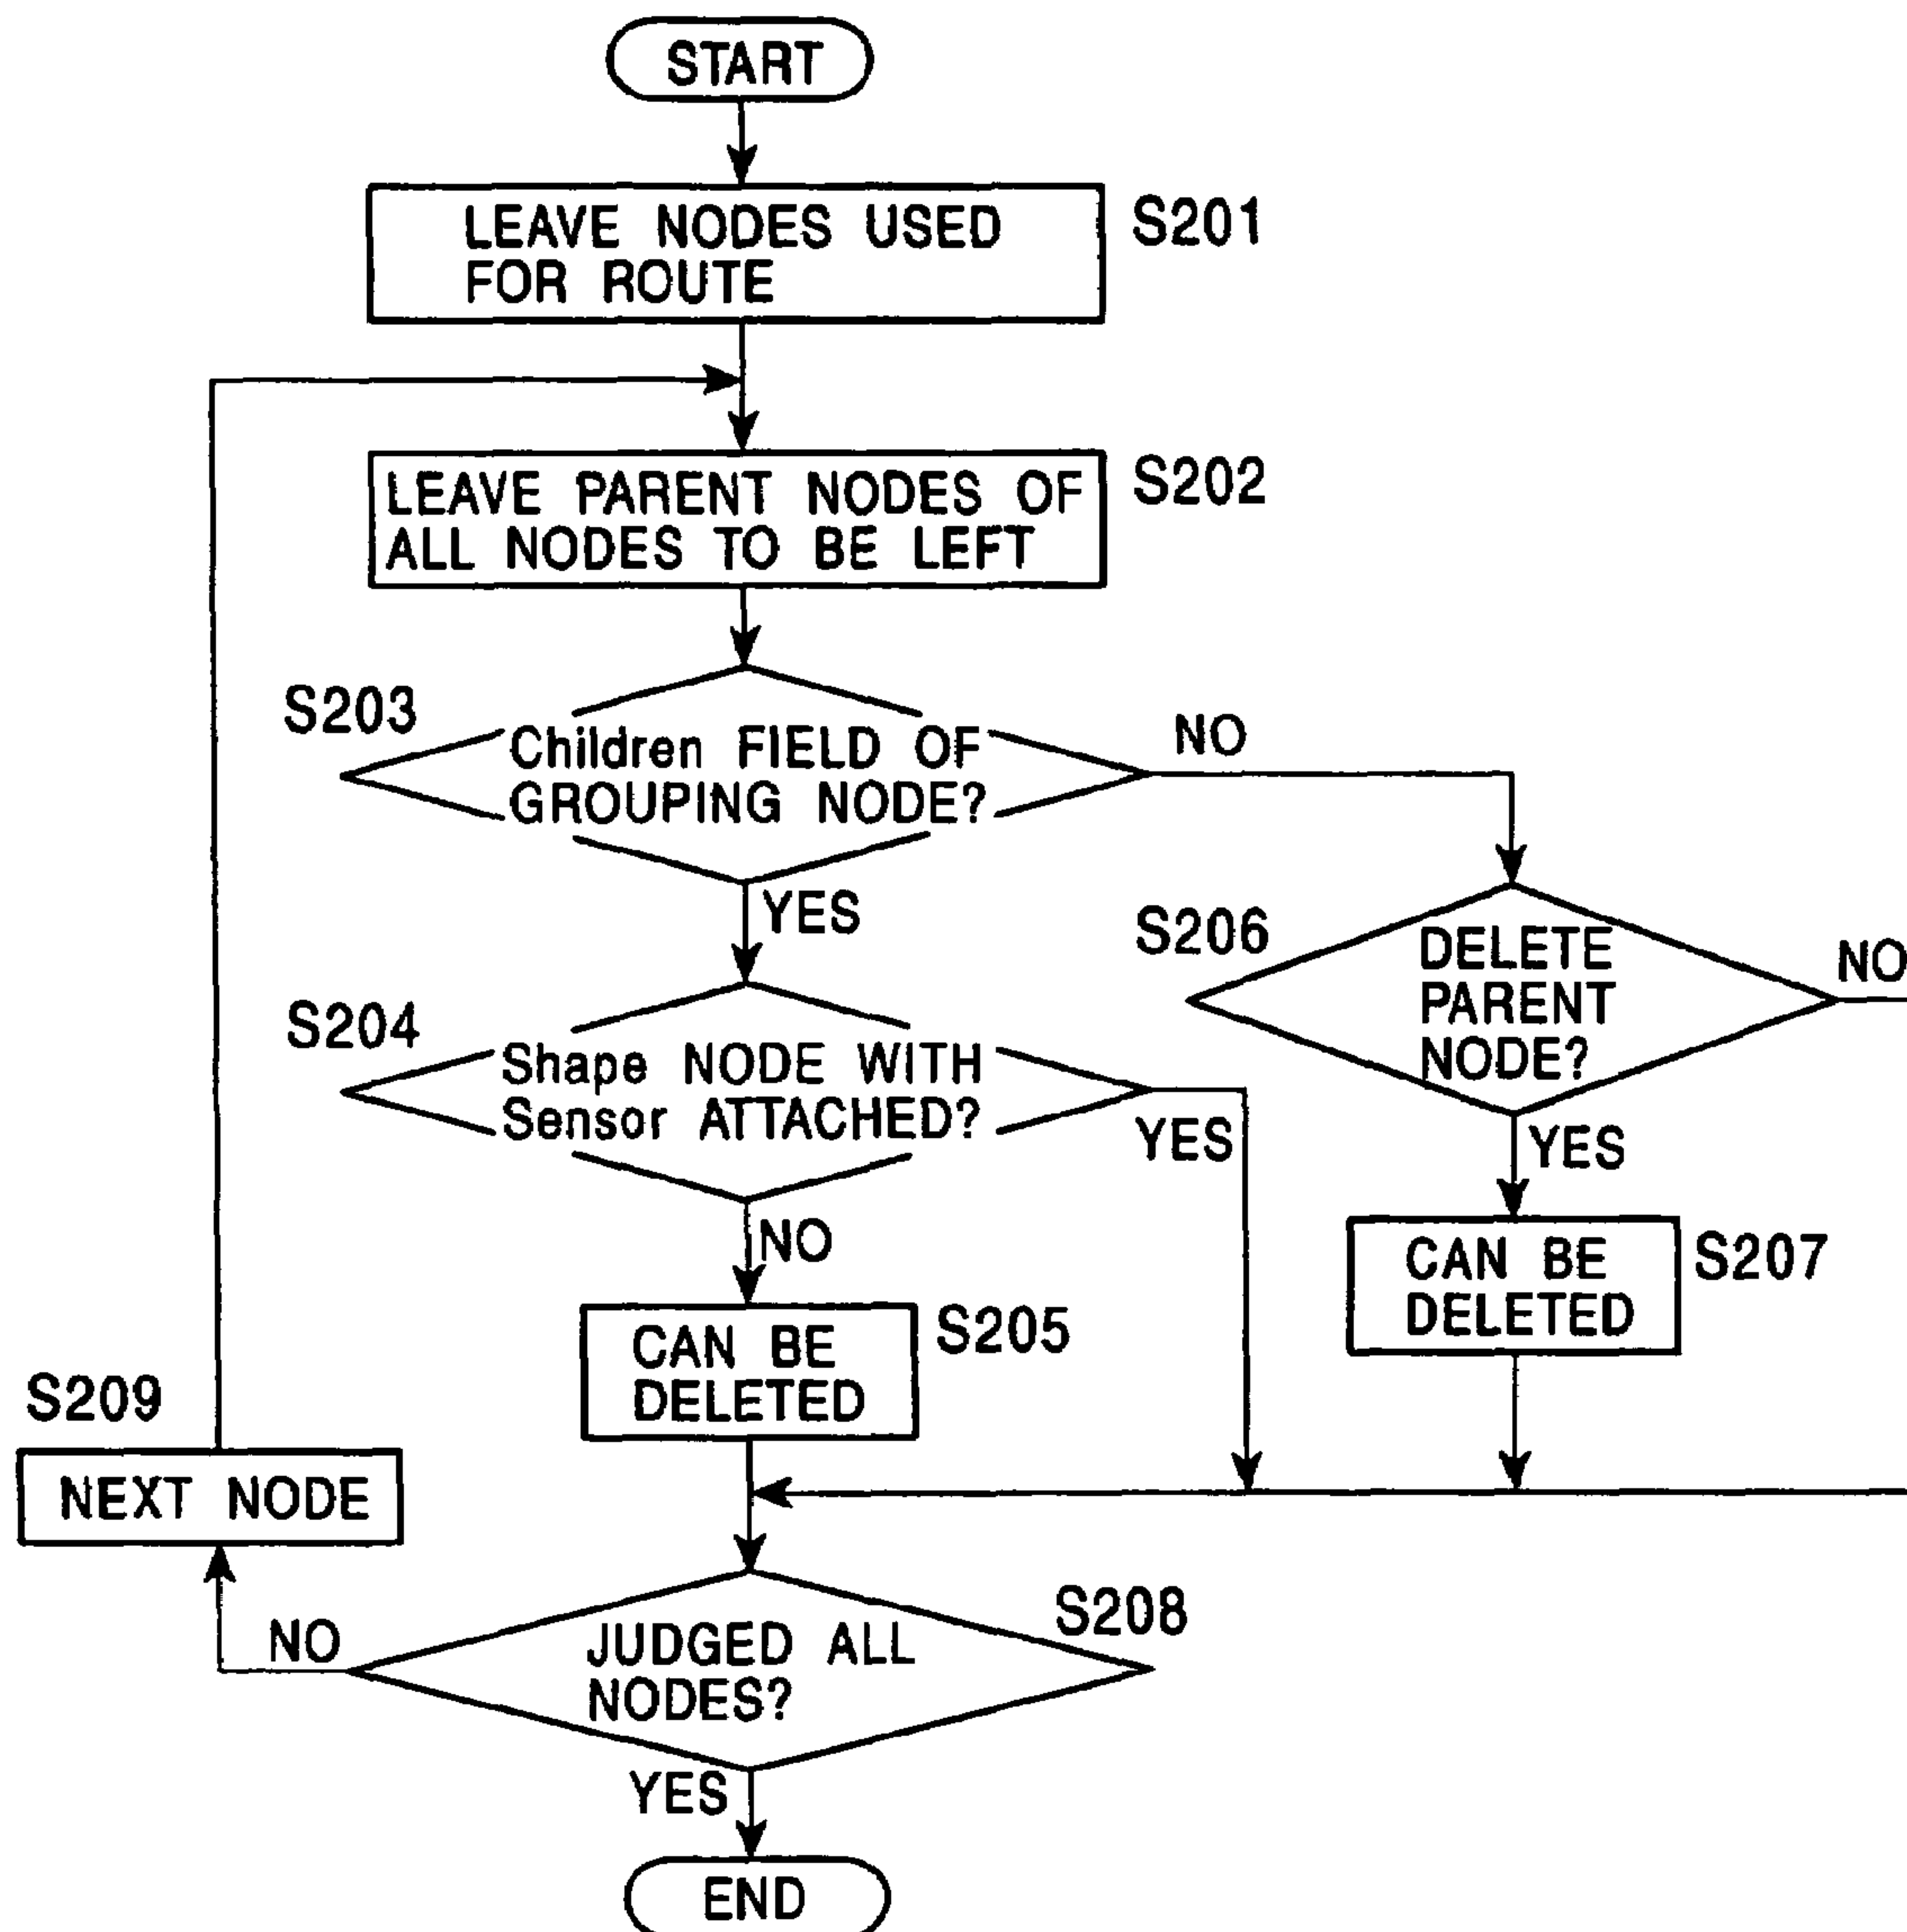 START
LEAVE NODES USED
FOR ROUTE
S201
LEAVE PARENT NODES OF
ALL NODES TO BE LEFT
S202
S203
Children FIELD OF
GROUPING NODE?
NO
YES
S206
DELETE
PARENT
NODE?
NO
S204
Shape NODE WITH
Sensor ATTACHED?
YES
YES
NO
CAN BE
DELETED
S207
CAN BE
DELETED
S205
S209
NEXT NODE
NO
JUDGED ALL
NODES?
S208
YES
END